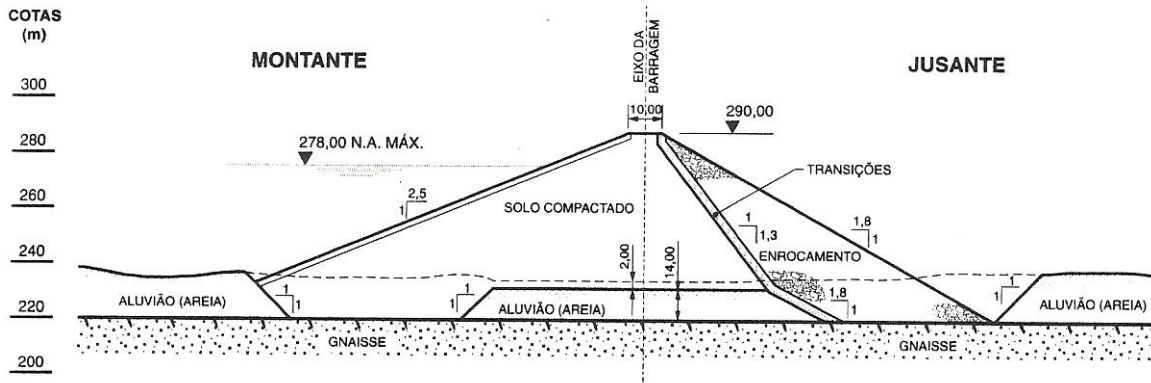 COTAS
(m)
MONTANTE
EIXO DA
BARRAGEM
JUSANTE
300
10,00
290,00
280
278,00 N.A. MÁX.
TRANSIÇÕES
260
2,5
1
SOLO COMPACTADO
1
1,3
1,8
1
ENROCAMENTO
240
2,00
14,00
ALUVIÃO (AREIA)
1
1
1
1
ALUVIÃO (AREIA)
1,8
1
1
1
ALUVIÃO (AREIA)
220
GNAISSE
GNAISSE
200